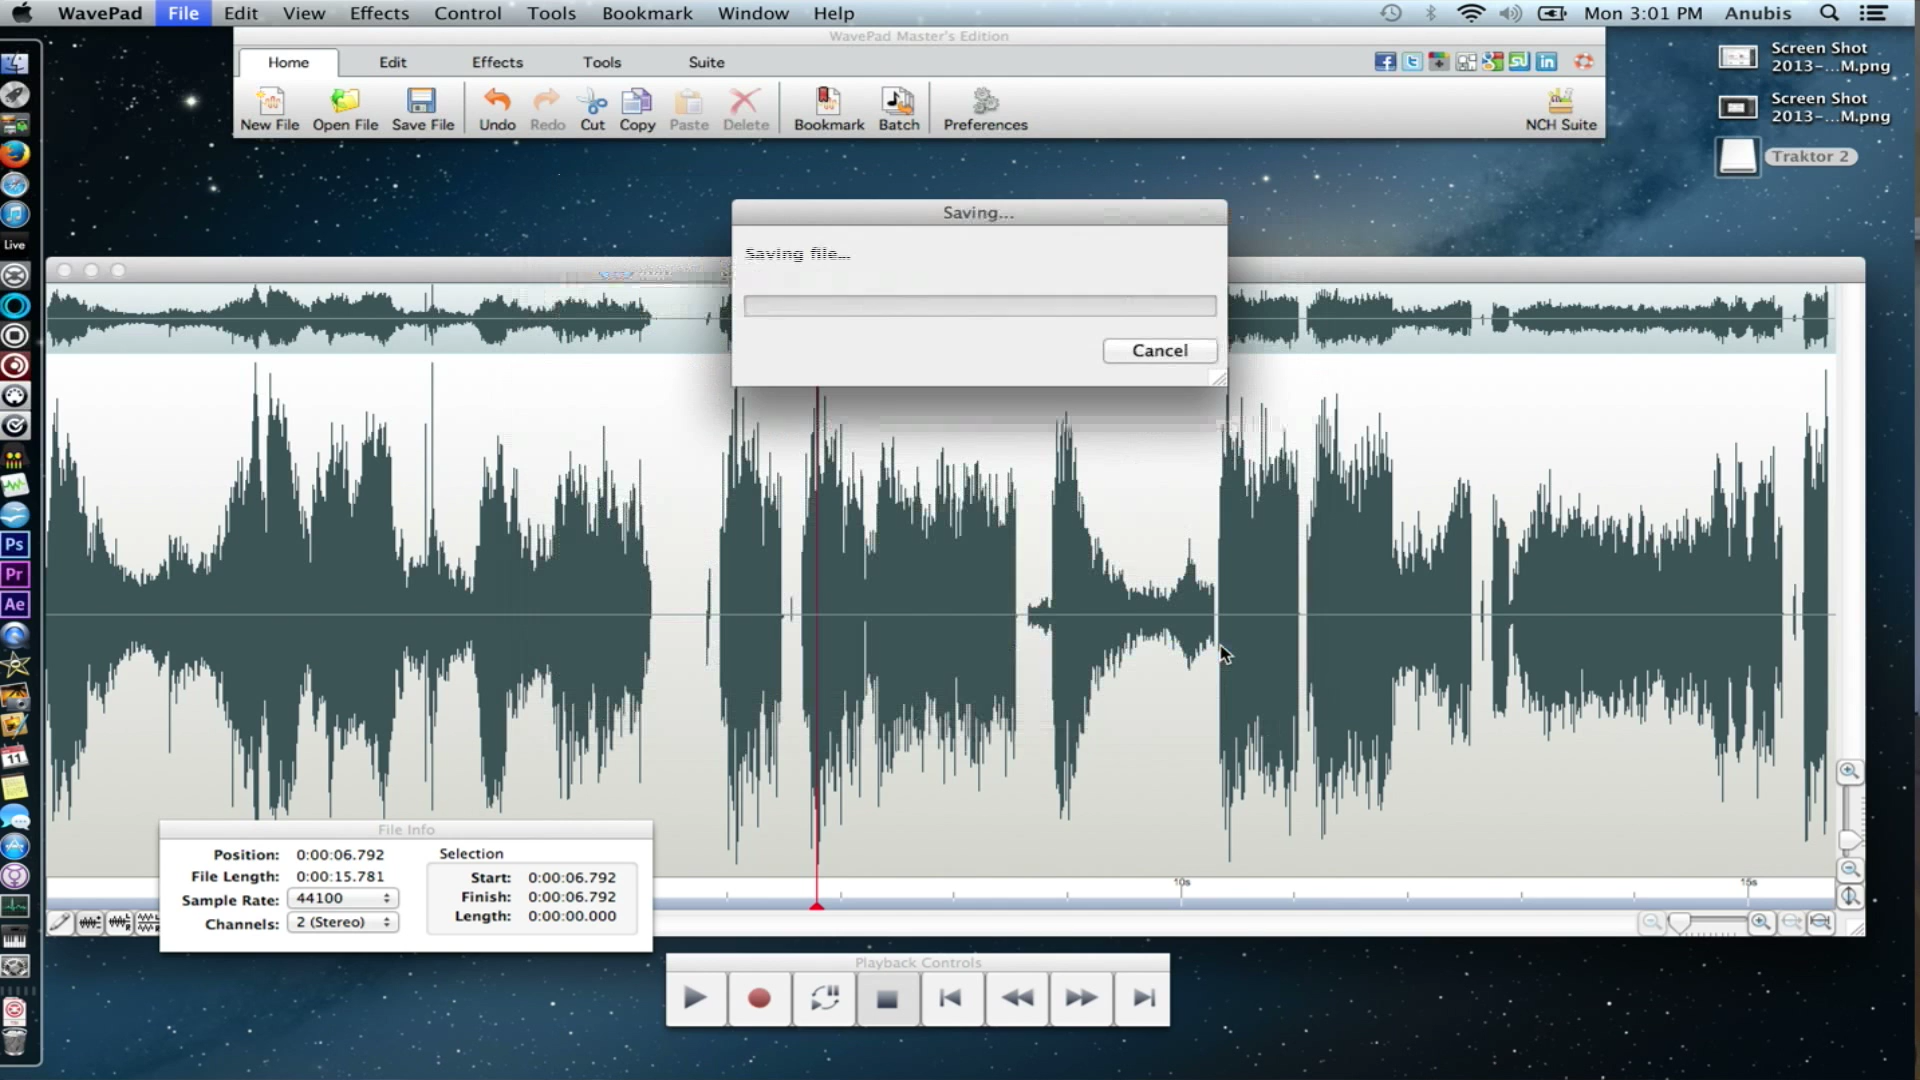 WavePad File Edit View Effects Control Tools Bookmark Window Help Mon 3:01 PM Anubis
WavePad Master's Edition
Home Edit Effects Tools Suite
New File Open File Save File Undo Redo Cut Copy Paste Delete Bookmark Batch Preferences NCH Suite
Screen Shot
2013-...M.png
Screen Shot
2013-...M.png
Traktor 2
Live
Ps
Pr
Ae
11
Saving...
Saving file...
Cancel
10s 15s
File Info
Position: 0:00:06.792
File Length: 0:00:15.781
Sample Rate: 44100
Channels: 2 (Stereo)
Selection
Start: 0:00:06.792
Finish: 0:00:06.792
Length: 0:00:00.000
Playback Controls